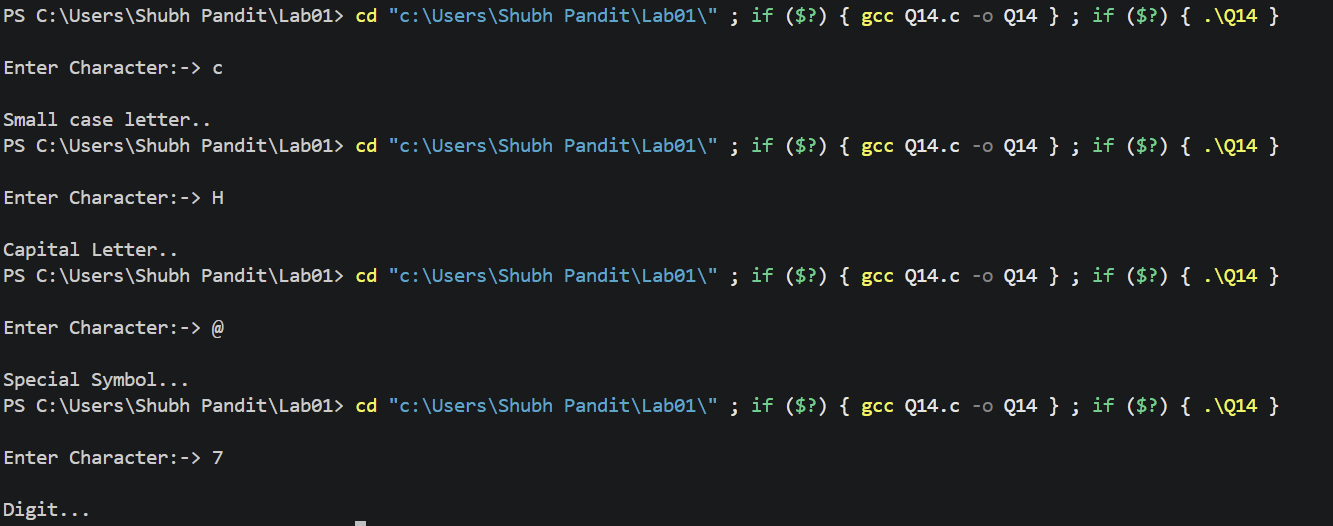 PS C:\Users\Shubh Pandit\Lab01> cd "c:\Users\Shubh Pandit\Lab01\" ; if ($?) { gcc Q14.c -o Q14 } ; if ($?) { .\Q14 }
Enter Character:-> c
Small case letter..
PS C:\Users\Shubh Pandit\Lab01> cd "c:\Users\Shubh Pandit\Lab01\" ; if ($?) { gcc Q14.c -o Q14 } ; if ($?) { .\Q14 }
Enter Character:-> H
Capital Letter..
PS C:\Users\Shubh Pandit\Lab01> cd "c:\Users\Shubh Pandit\Lab01\" ; if ($?) { gcc Q14.c -o Q14 } ; if ($?) { .\Q14 }
Enter Character:-> @
Special Symbol...
PS C:\Users\Shubh Pandit\Lab01> cd "c:\Users\Shubh Pandit\Lab01\" ; if ($?) { gcc Q14.c -o Q14 } ; if ($?) { .\Q14 }
Enter Character:-> 7
Digit...